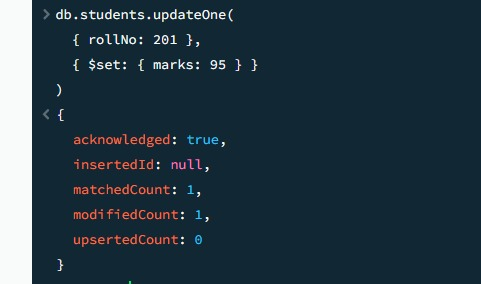 > db.students.updateOne(
{ rollNo: 201 },
{ $set: { marks: 95 } }
)
< {
acknowledged: true,
insertedId: null,
matchedCount: 1,
modifiedCount: 1,
upsertedCount: 0
}